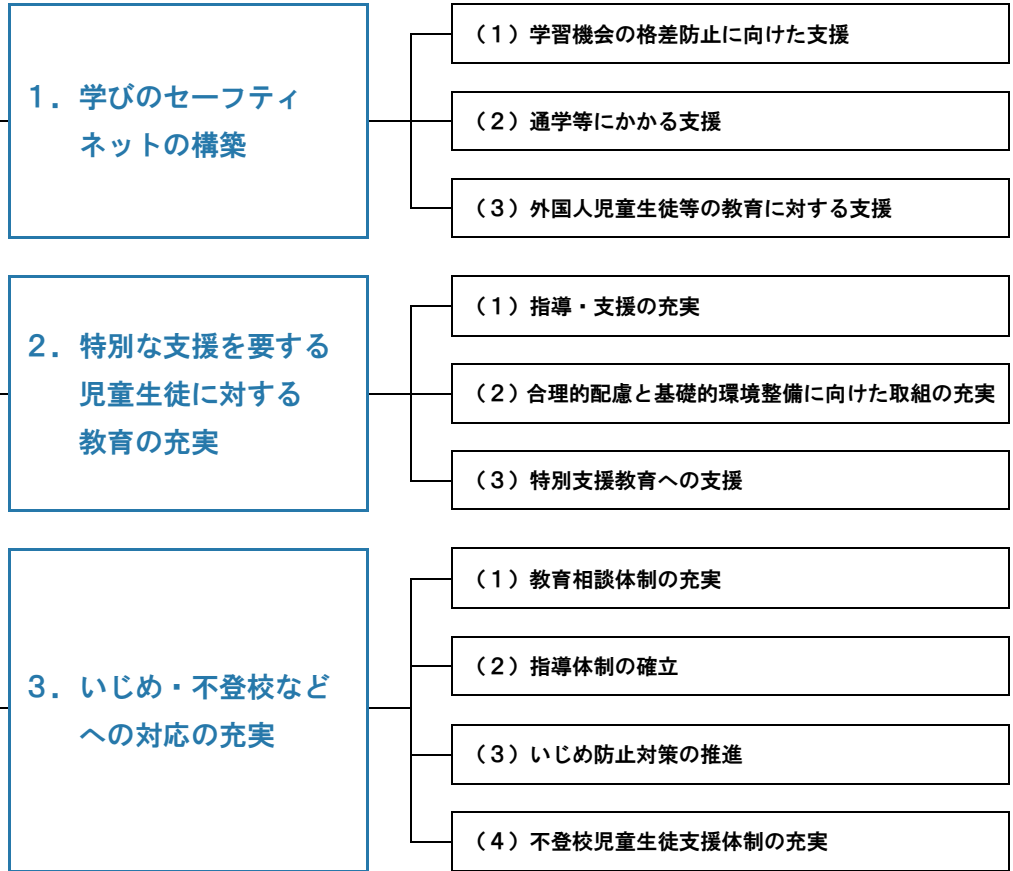 1．学びのセーフティ
ネットの構築
（1）学習機会の格差防止に向けた支援
（2）通学等にかかる支援
（3）外国人児童生徒等の教育に対する支援
2．特別な支援を要する
児童生徒に対する
教育の充実
（1）指導・支援の充実
（2）合理的配慮と基礎的環境整備に向けた取組の充実
（3）特別支援教育への支援
3．いじめ・不登校など
への対応の充実
（1）教育相談体制の充実
（2）指導体制の確立
（3）いじめ防止対策の推進
（4）不登校児童生徒支援体制の充実